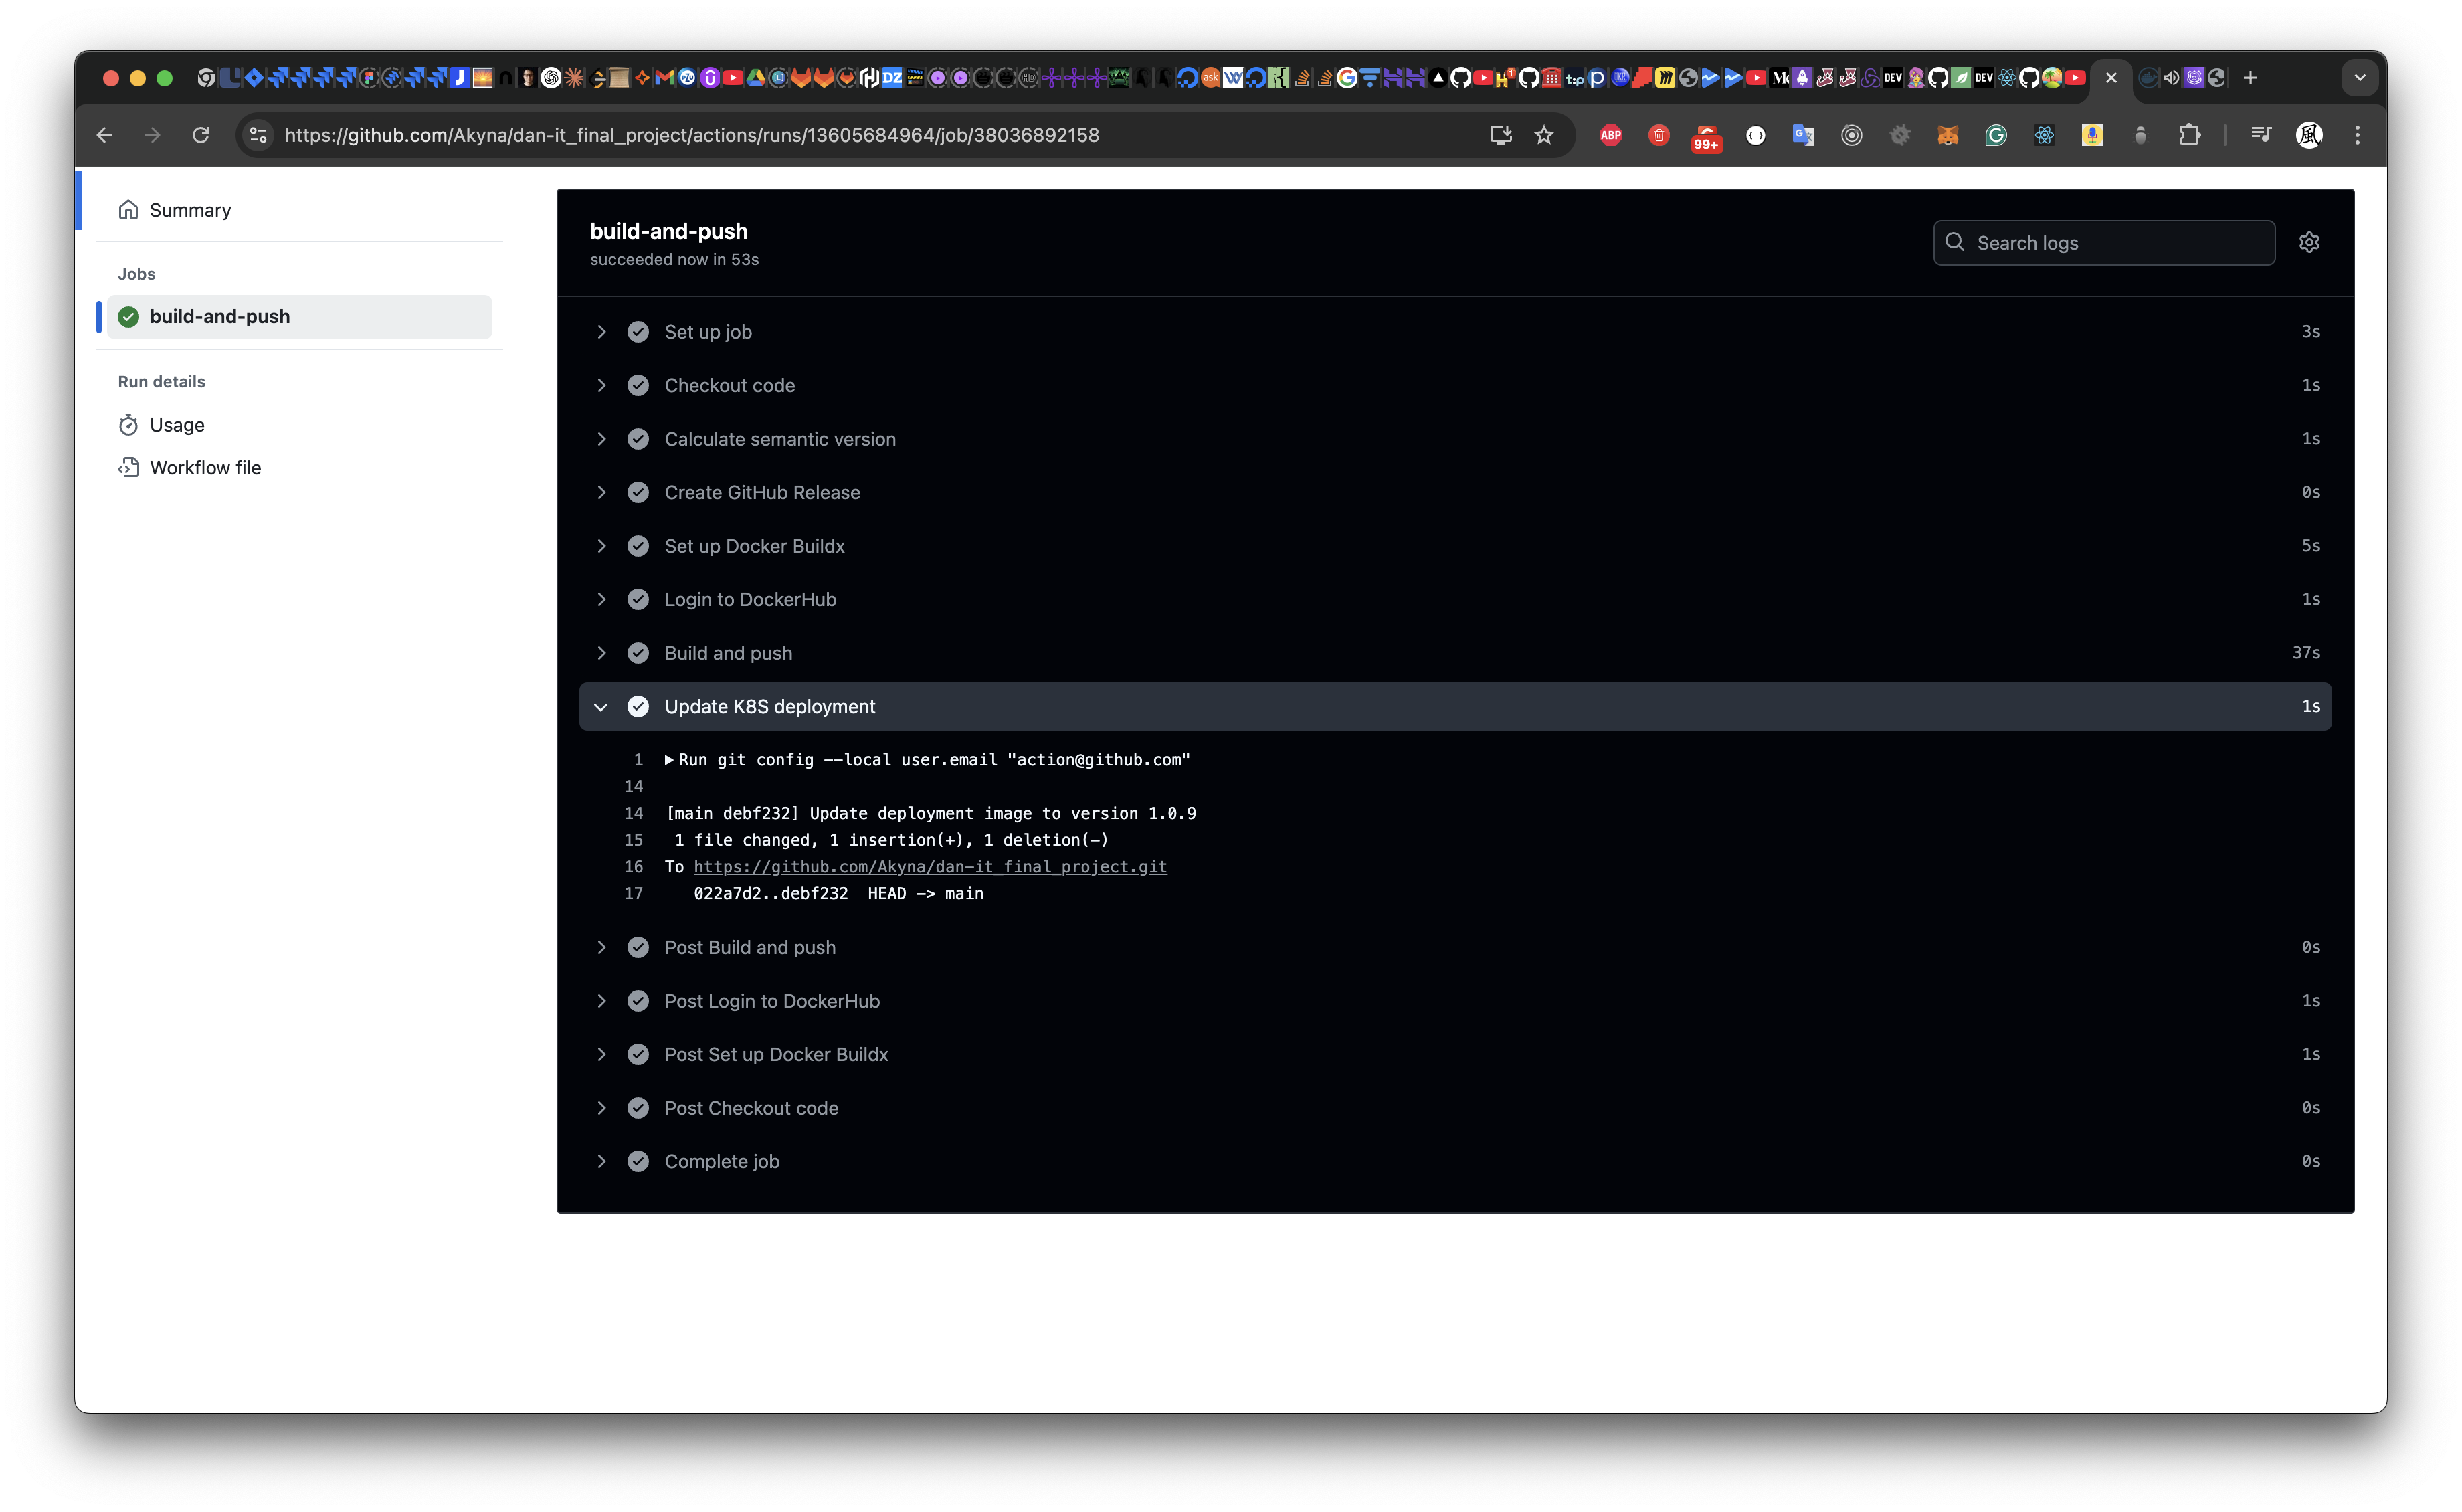 https://github.com/Akyna/dan-it_final_project/actions/runs/13605684964/job/38036892158
ABP
99+
風
Summary
Jobs
build-and-push
Run details
Usage
Workflow file
build-and-push
succeeded now in 53s
Search logs
Set up job 3s
Checkout code 1s
Calculate semantic version 1s
Create GitHub Release 0s
Set up Docker Buildx 5s
Login to DockerHub 1s
Build and push 37s
Update K8S deployment 1s
1 Run git config --local user.email "action@github.com"
14
14 [main debf232] Update deployment image to version 1.0.9
15 1 file changed, 1 insertion(+), 1 deletion(-)
16 To https://github.com/Akyna/dan-it_final_project.git
17 022a7d2..debf232 HEAD -> main
Post Build and push 0s
Post Login to DockerHub 1s
Post Set up Docker Buildx 1s
Post Checkout code 0s
Complete job 0s